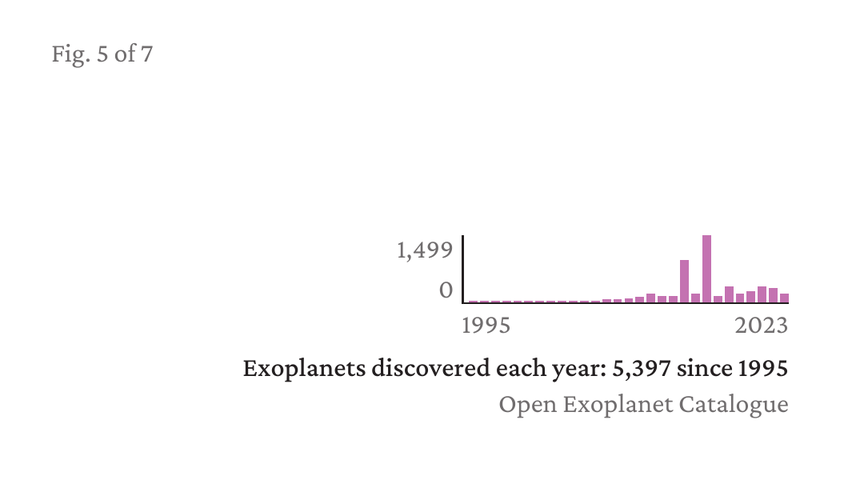 Fig. 5 of 7
1,499
0
1995
2023
Exoplanets discovered each year: 5,397 since 1995
Open Exoplanet Catalogue